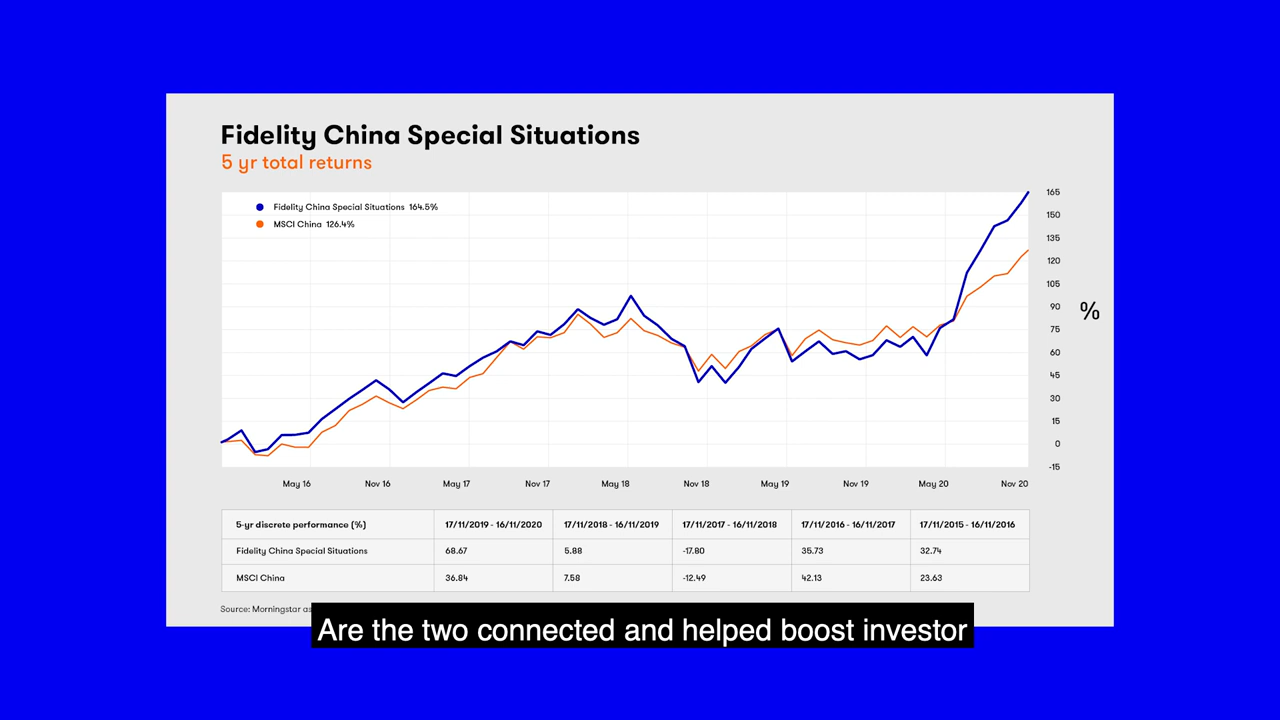 Fidelity China Special Situations
5 yr total returns
Fidelity China Special Situations 164.5%
MSCI China 126.4%
165
150
135
120
105
90
75
60
45
30
15
0
-15
%
May 16 Nov 16 May 17 Nov 17 May 18 Nov 18 May 19 Nov 19 May 20 Nov 20
5-yr discrete performance (%) 17/11/2019 - 16/11/2020 17/11/2018 - 16/11/2019 17/11/2017 - 16/11/2018 17/11/2016 - 16/11/2017 17/11/2015 - 16/11/2016
Fidelity China Special Situations 68.67 5.88 -17.80 35.73 32.74
MSCI China 36.84 7.58 -12.49 42.13 23.63
Source: Morningstar as
Are the two connected and helped boost investor